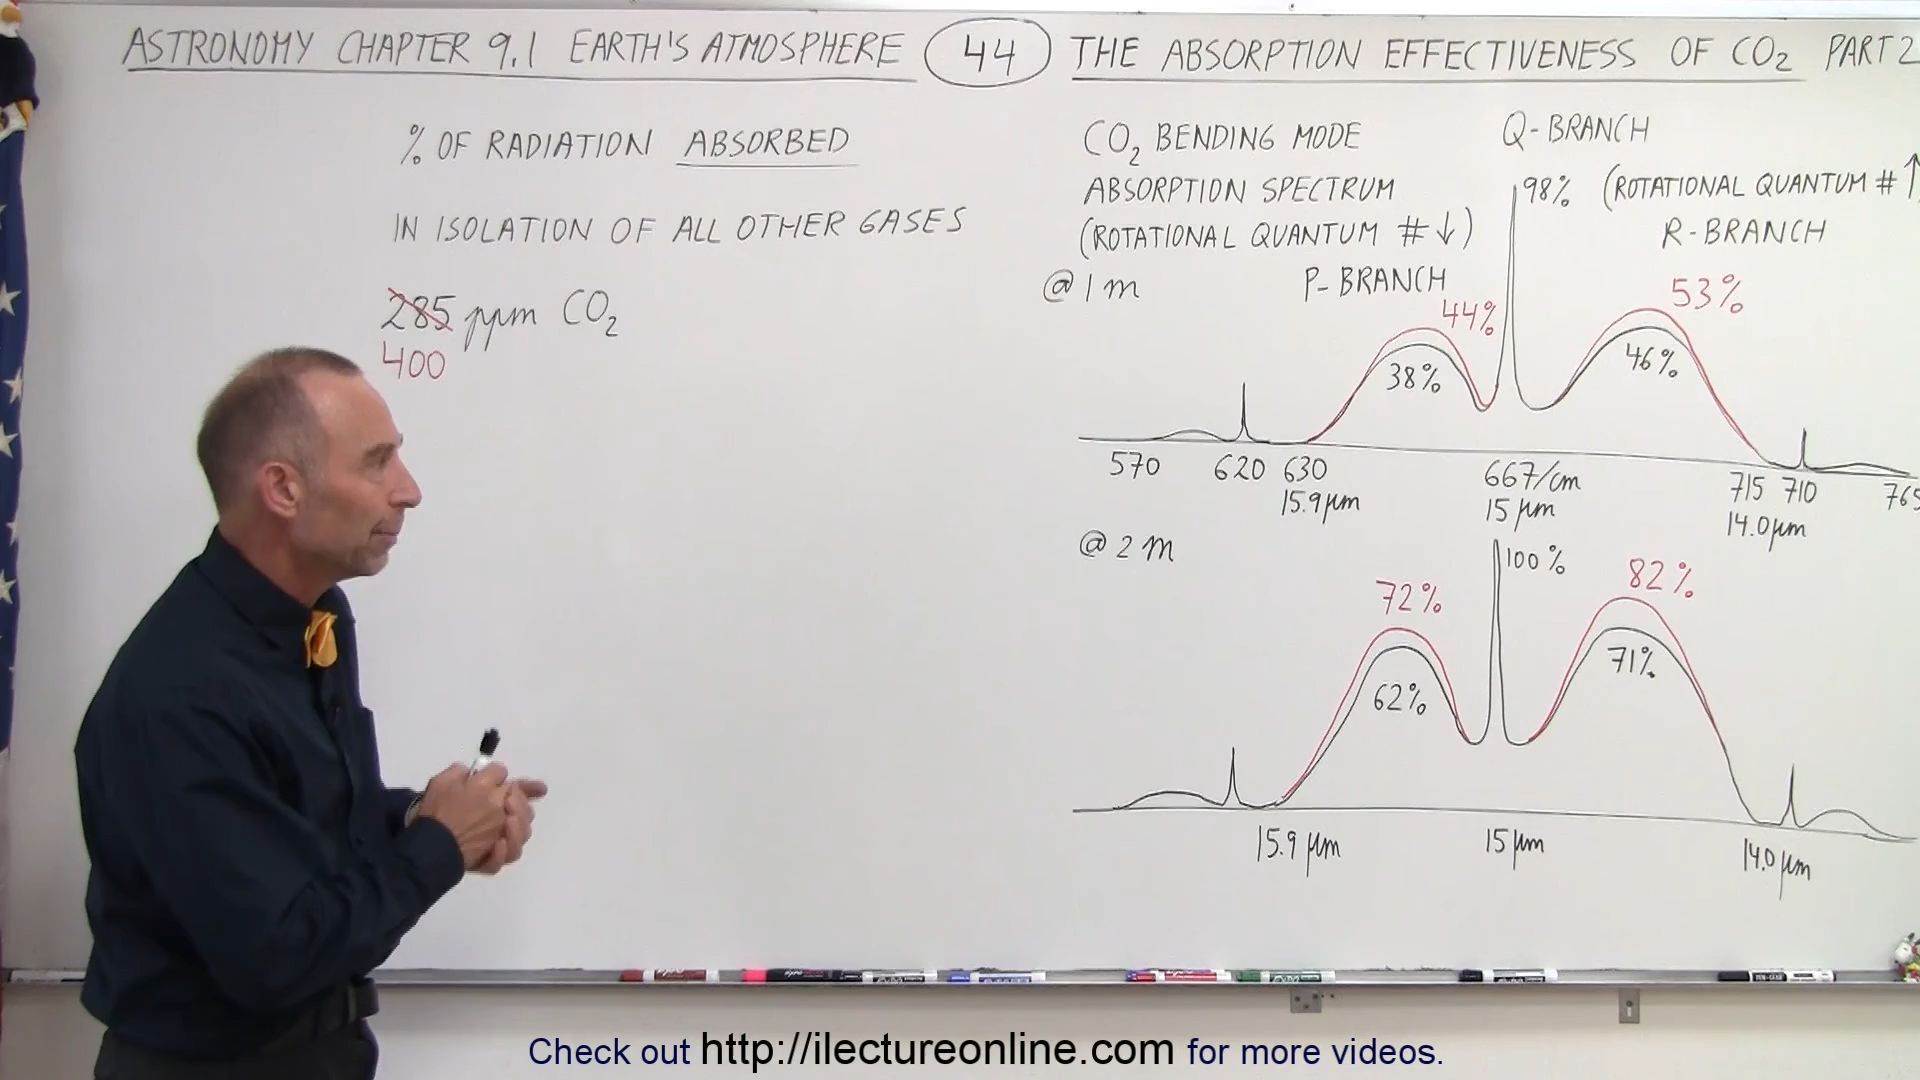 ASTRONOMY CHAPTER 9.1 EARTH'S ATMOSPHERE 44 THE ABSORPTION EFFECTIVENESS OF CO₂ PART 2
% OF RADIATION ABSORBED
IN ISOLATION OF ALL OTHER GASES
285 ppm CO₂
400
CO₂ BENDING MODE
ABSORPTION SPECTRUM
(ROTATIONAL QUANTUM # ↓)
P-BRANCH
Q-BRANCH
98%
(ROTATIONAL QUANTUM # ↑
R-BRANCH
@ 1 m
44%
38%
53%
46%
570 620 630 667/cm 715 710 765
15.9 μm 15 μm 14.0 μm
@ 2 m
100%
72%
62%
82%
71%
15.9 μm 15 μm 14.0 μm
Check out http://ilectureonline.com for more videos.